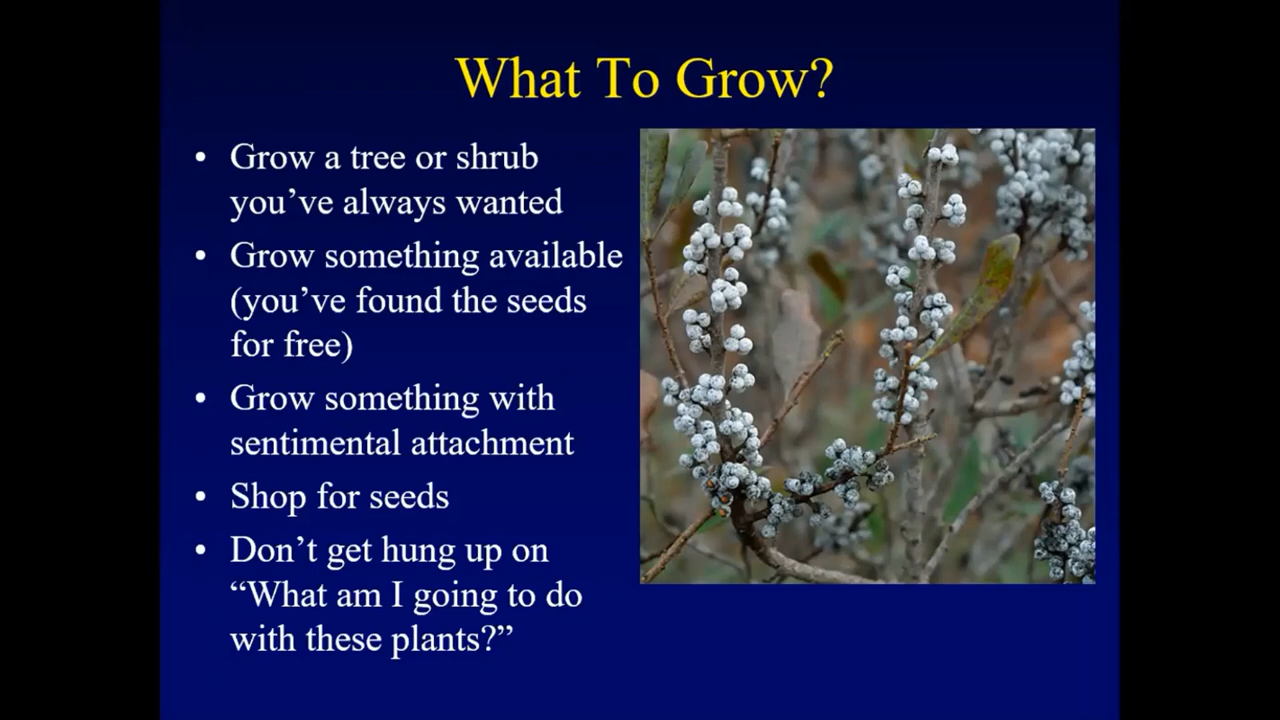 What To Grow?
• Grow a tree or shrub
you’ve always wanted
• Grow something available
(you’ve found the seeds
for free)
• Grow something with
sentimental attachment
• Shop for seeds
• Don’t get hung up on
“What am I going to do
with these plants?”